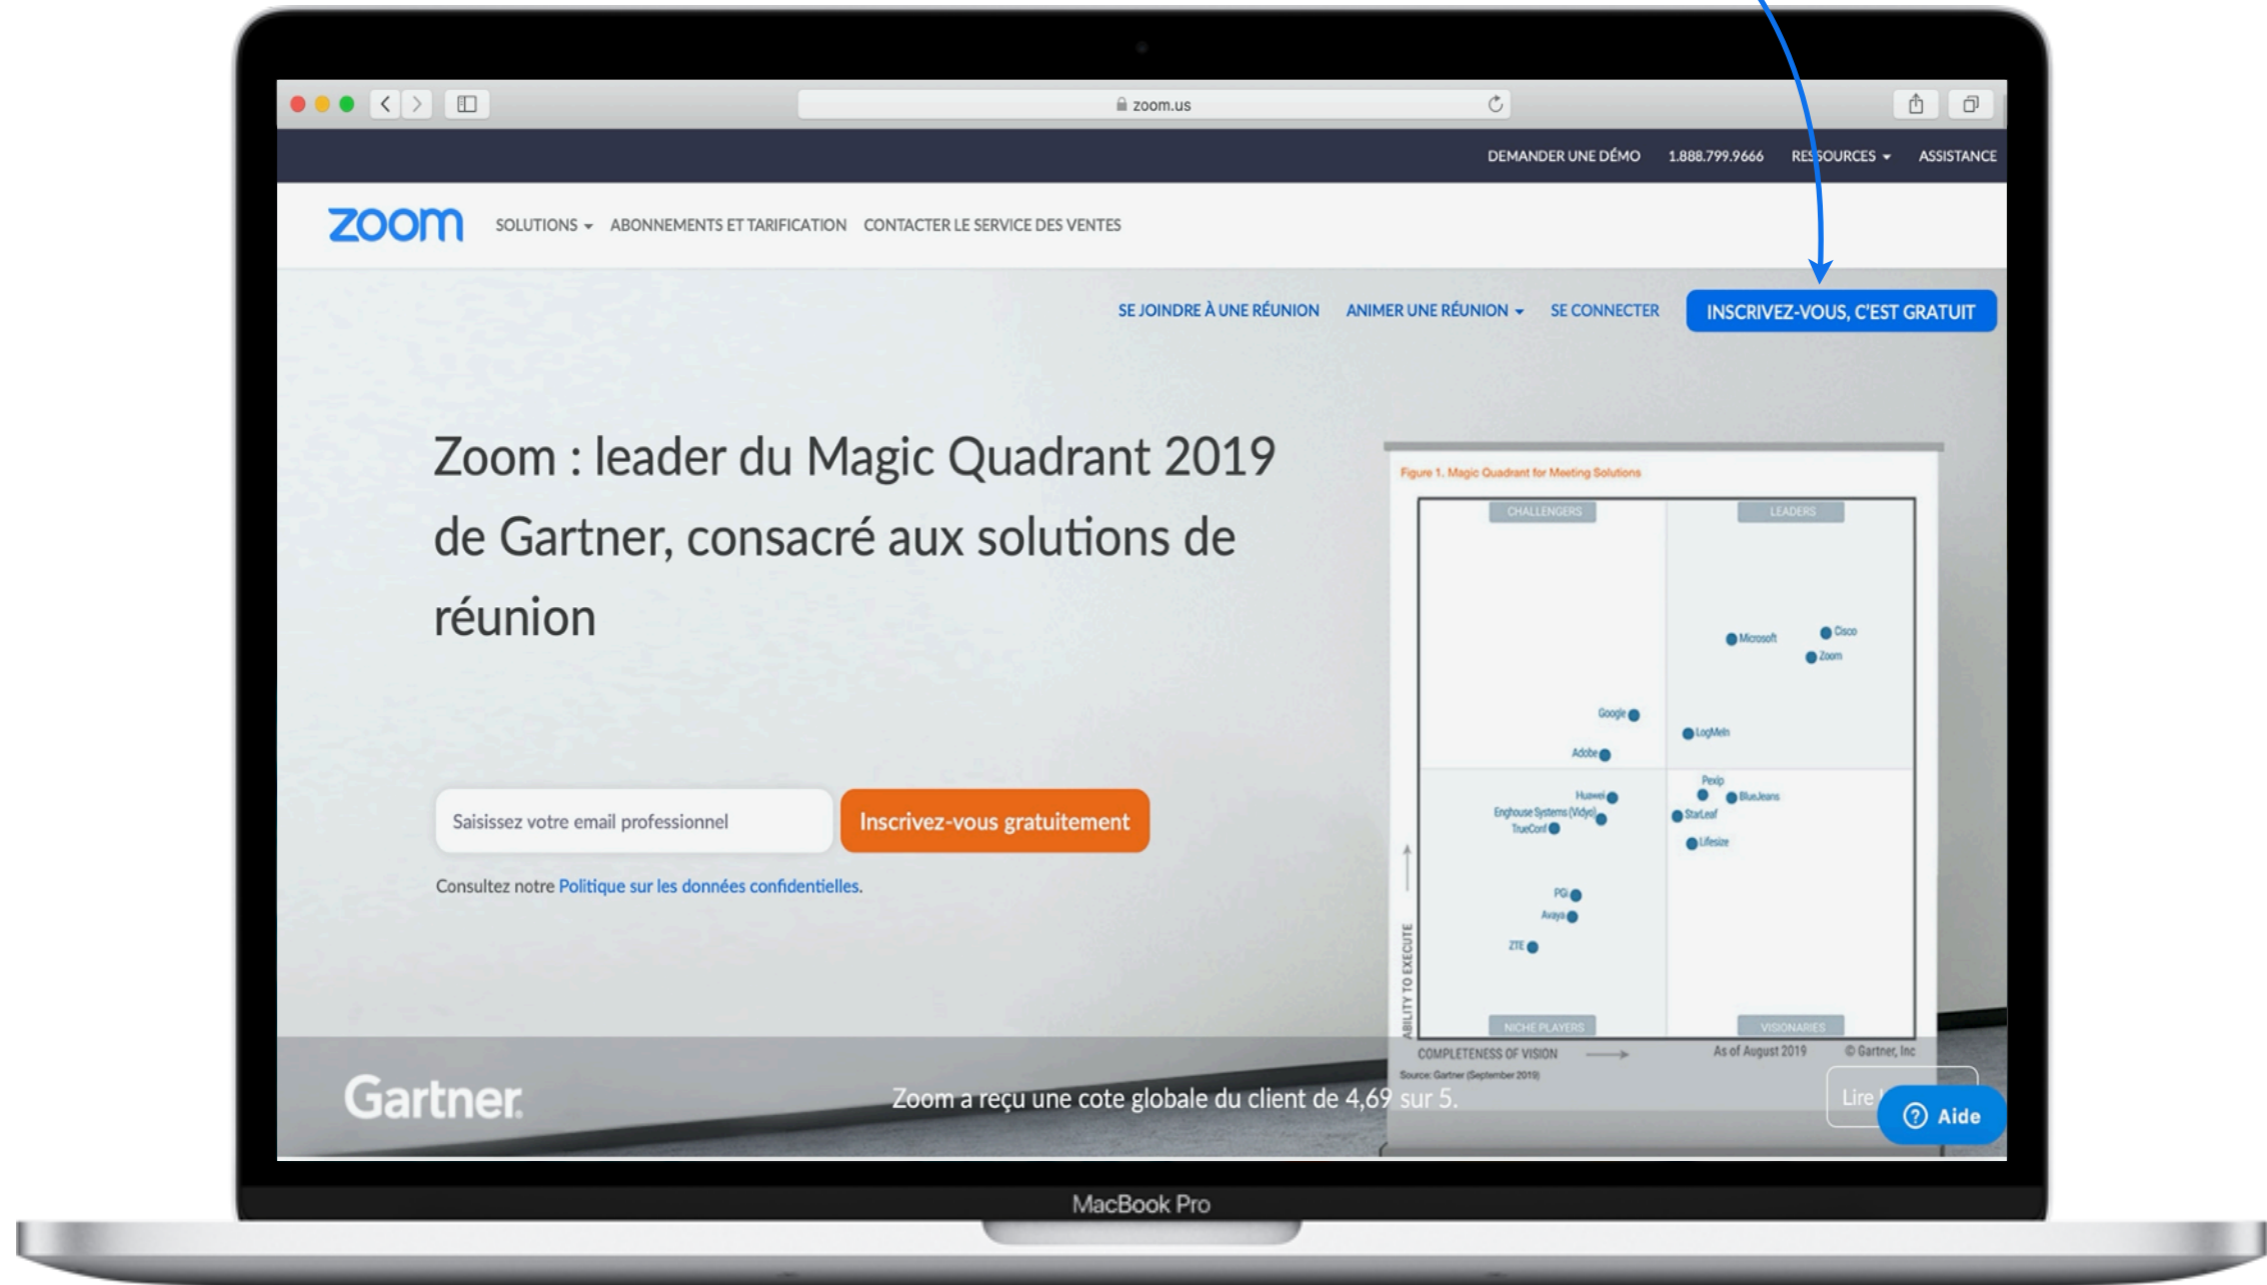 zoom.us
DEMANDER UNE DÉMO 1.888.799.9666 RESSOURCES ASSISTANCE
zoom SOLUTIONS ABONNEMENTS ET TARIFICATION CONTACTER LE SERVICE DES VENTES
SE JOINDRE À UNE RÉUNION ANIMER UNE RÉUNION SE CONNECTER INSCRIVEZ-VOUS, C'EST GRATUIT
Zoom : leader du Magic Quadrant 2019
de Gartner, consacré aux solutions de
réunion
Saisissez votre email professionnel Inscrivez-vous gratuitement
Consultez notre Politique sur les données confidentielles.
Figure 1. Magic Quadrant for Meeting Solutions
CHALLENGERS LEADERS
Cisco
Microsoft
Zoom
Google
LogMeIn
Adobe
Pexip
Huawei BlueJeans
Enghouse Systems (Vidyo) StarLeaf
TrueConf
Lifesize
PGi
Avaya
ZTE
ABILITY TO EXECUTE
NICHE PLAYERS VISIONARIES
COMPLETENESS OF VISION As of August 2019 © Gartner, Inc
Source: Gartner (September 2019)
Gartner. Zoom a reçu une cote globale du client de 4,69 sur 5. Lire
Aide
MacBook Pro